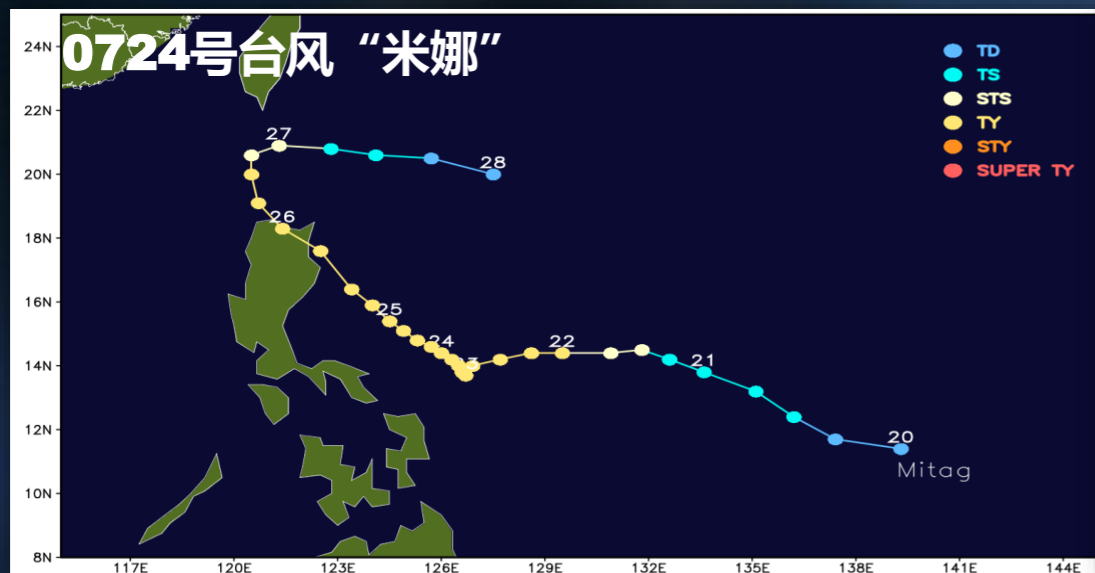 0724号台风“米娜”
24N
22N
20N
18N
16N
14N
12N
10N
8N
TD
TS
STS
TY
STY
SUPER TY
27
28
26
25
24
22
21
20
Mitag
117E
120E
123E
126E
129E
132E
135E
138E
141E
144E